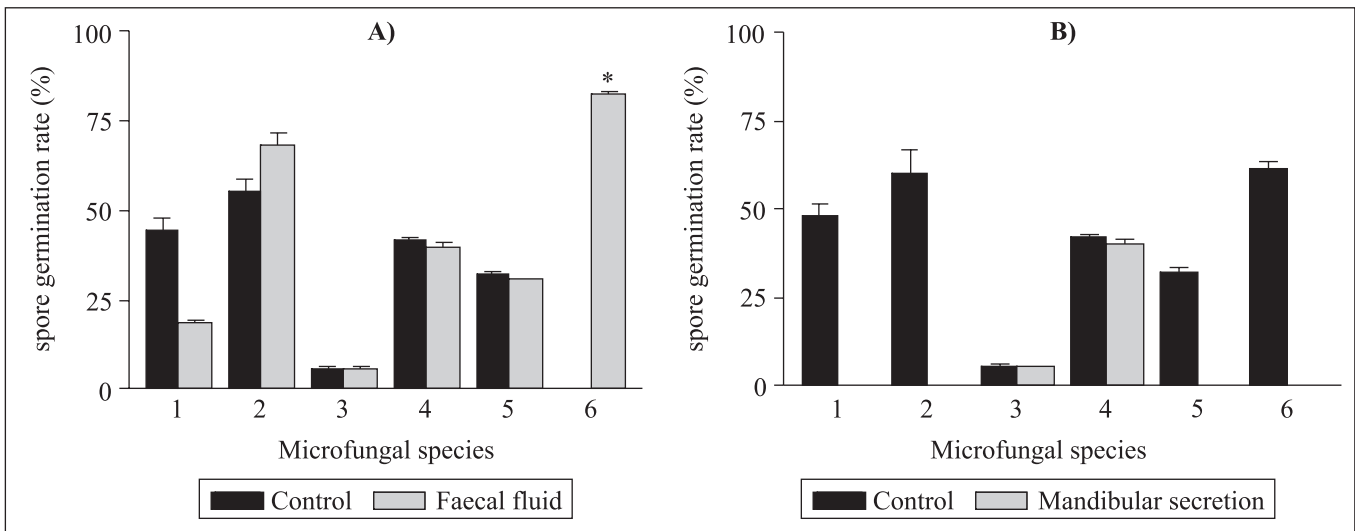 A)
spore germination rate (%)
100
75
50
25
0
*
1 2 3 4 5 6
Microfungal species
Control Faecal fluid
B)
spore germination rate (%)
100
75
50
25
0
1 2 3 4 5 6
Microfungal species
Control Mandibular secretion